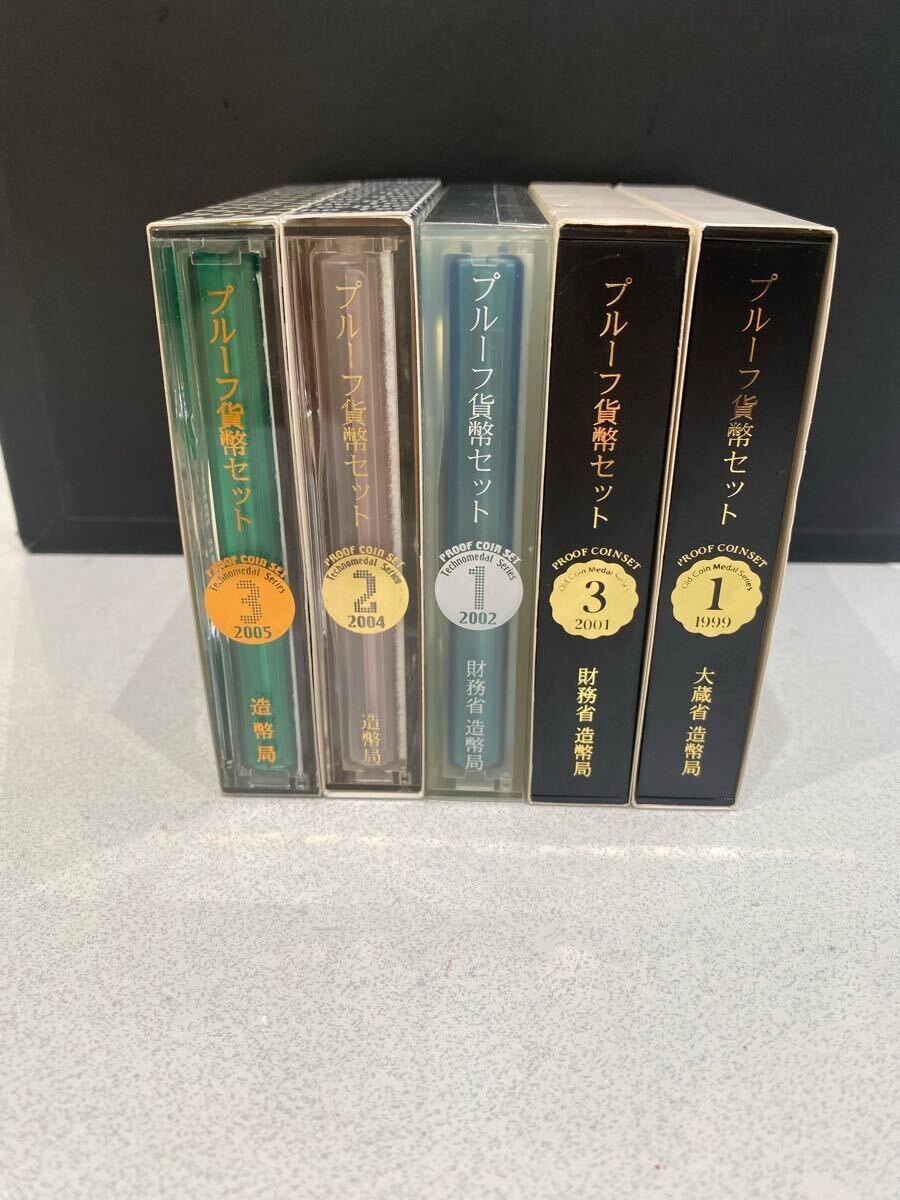 プルーフ貨幣セット
PROOF COIN SET
Technomedal Series
3
2005
造幣局
プルーフ貨幣セット
PROOF COIN SET
Technomedal Series
2
2004
造幣局
プルーフ貨幣セット
PROOF COIN SET
Technomedal Series
1
2002
財務省 造幣局
プルーフ貨幣セット
PROOF COINSET
Old Coin Medal Series
3
2001
財務省 造幣局
プルーフ貨幣セット
PROOF COINSET
Old Coin Medal Series
1
1999
大蔵省 造幣局